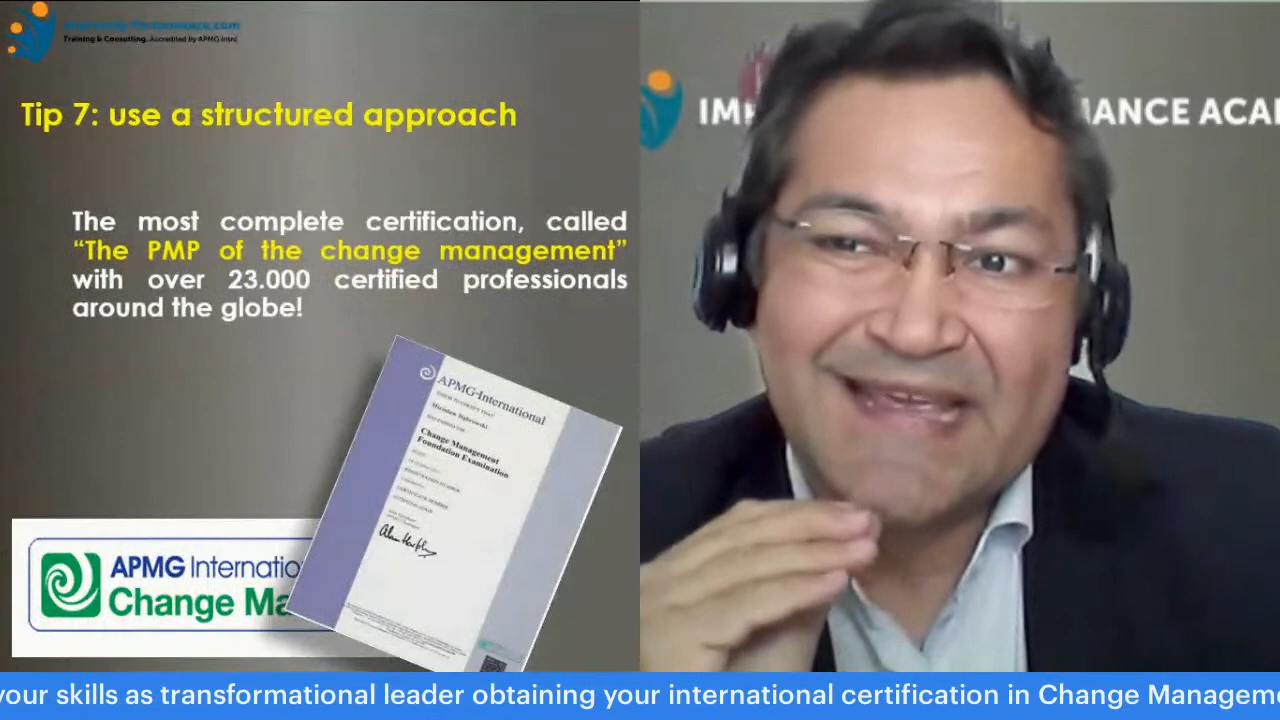 Training & Consulting. Accredited by APMG Intnl
Tip 7: use a structured approach
The most complete certification, called
“The PMP of the change management”
with over 23.000 certified professionals
around the globe!
APMG-International
Change Management
Foundation Examination
APMG Internatio
Change Ma
IM ANCE ACA
your skills as transformational leader obtaining your international certification in Change Managem